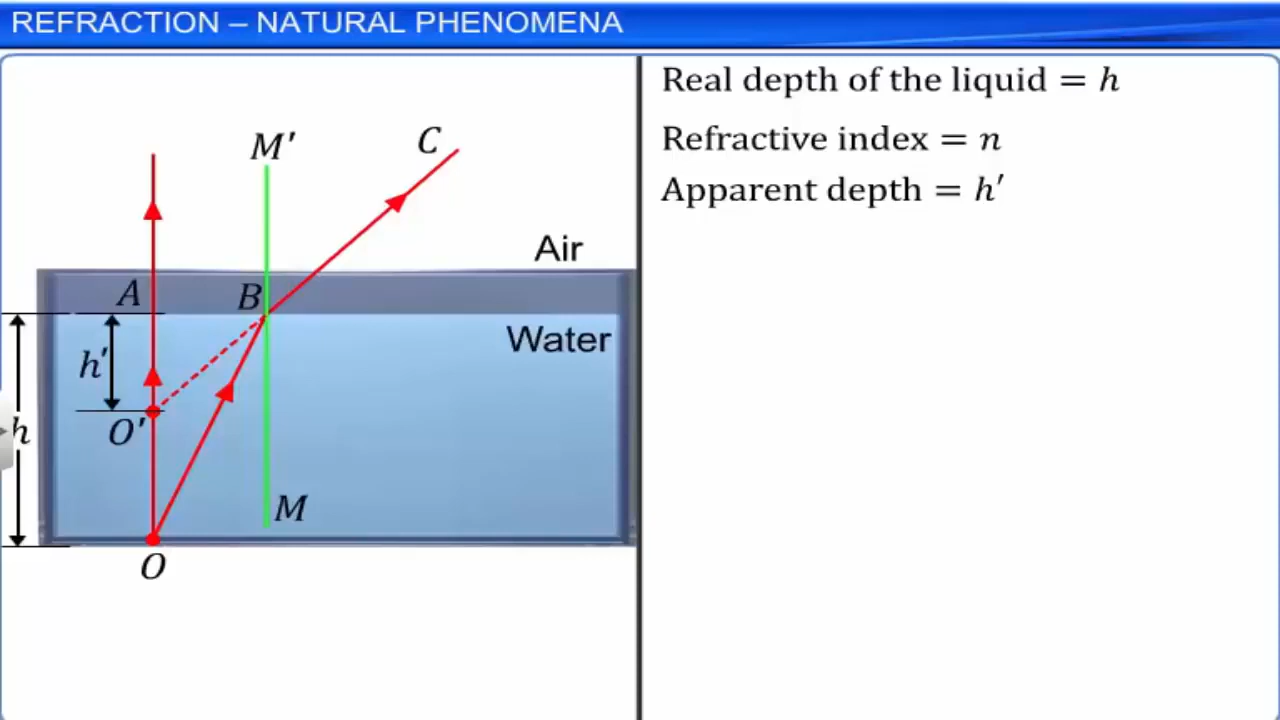 REFRACTION – NATURAL PHENOMENA
Real depth of the liquid = h
Refractive index = n
Apparent depth = h′
M′
C
Air
A
B
Water
h′
O′
h
M
O